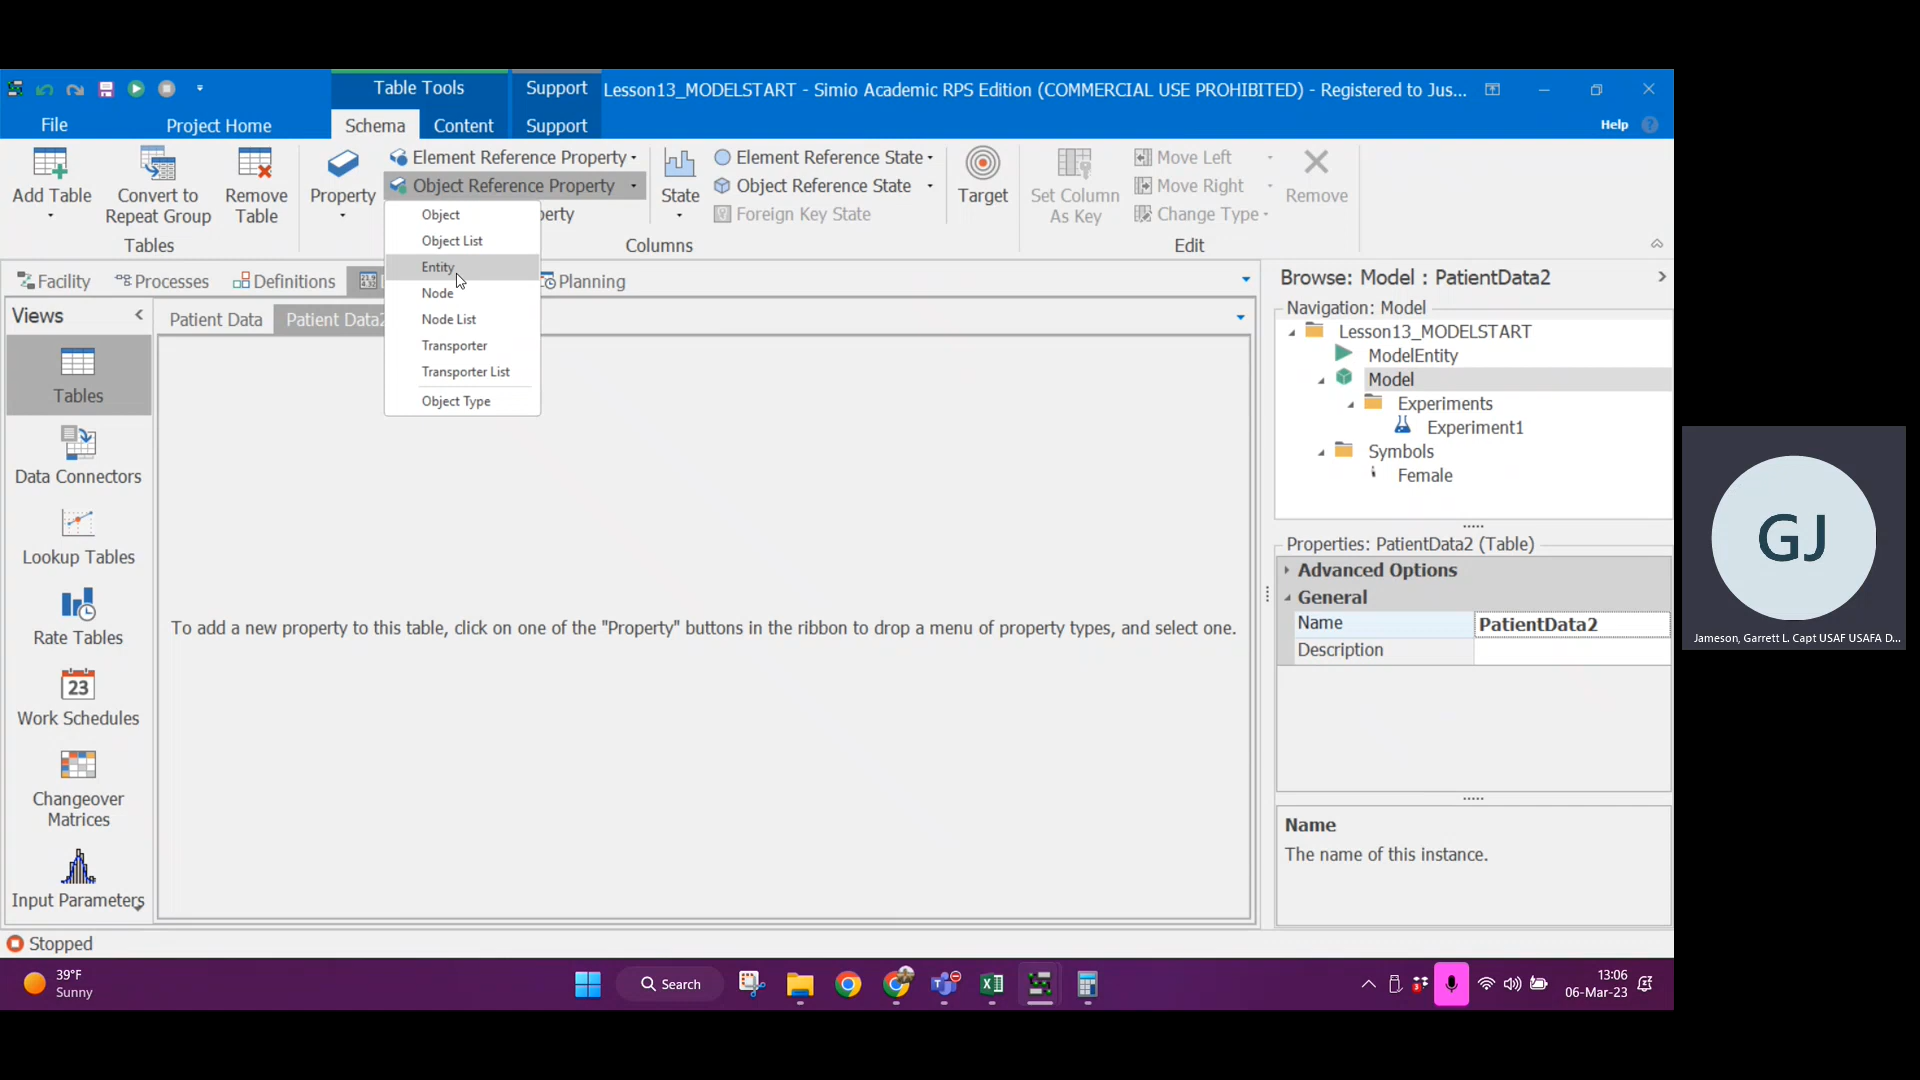 Table Tools
Support
Lesson13_MODELSTART - Simio Academic RPS Edition (COMMERCIAL USE PROHIBITED) - Registered to Jus...
File
Project Home
Schema
Content
Support
Help
Add Table
Convert to
Repeat Group
Remove
Table
Tables
Property
Element Reference Property
Object Reference Property
perty
State
Element Reference State
Object Reference State
Foreign Key State
Columns
Target
Set Column
As Key
Move Left
Move Right
Change Type
Remove
Edit
Object
Object List
Entity
Node
Node List
Transporter
Transporter List
Object Type
Facility
Processes
Definitions
Planning
Views
Patient Data
Patient Data2
Tables
Data Connectors
Lookup Tables
Rate Tables
23
Work Schedules
Changeover
Matrices
Input Parameters
To add a new property to this table, click on one of the "Property" buttons in the ribbon to drop a menu of property types, and select one.
Browse: Model : PatientData2
Navigation: Model
Lesson13_MODELSTART
ModelEntity
Model
Experiments
Experiment1
Symbols
Female
Properties: PatientData2 (Table)
Advanced Options
General
Name PatientData2
Description
Name
The name of this instance.
Stopped
39°F
Sunny
Search
13:06
06-Mar-23
GJ
Jameson, Garrett L Capt USAF USAFA D...